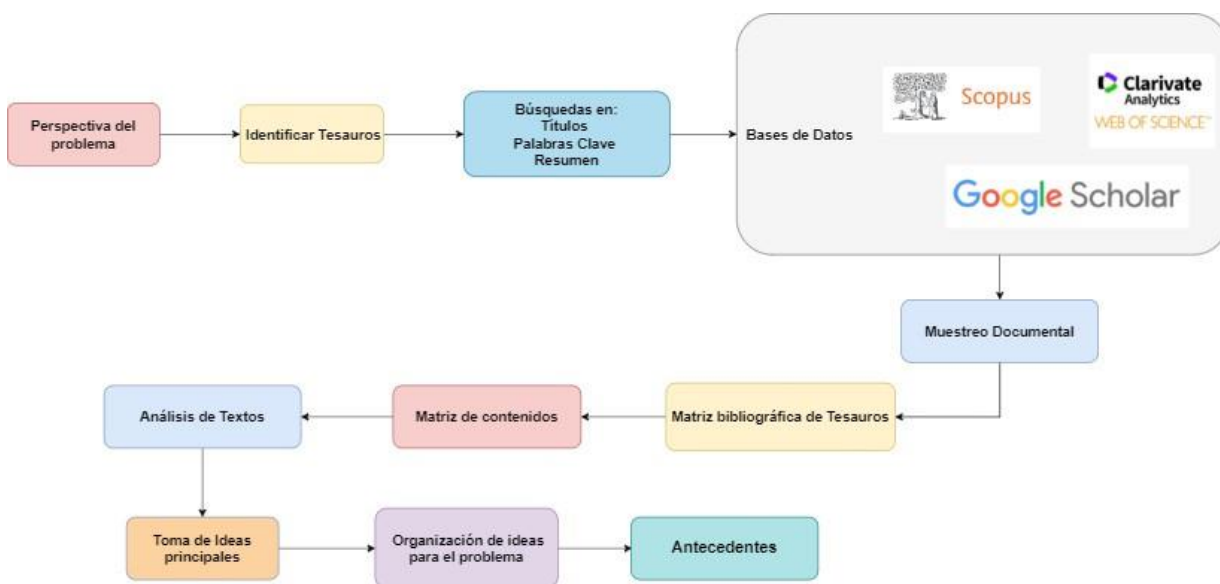 Perspectiva del
problema
Identificar Tesauros
Búsquedas en:
Títulos
Palabras Clave
Resumen
Bases de Datos
Scopus
Clarivate
Analytics
WEB OF SCIENCE™
Google Scholar
Muestreo Documental
Matriz bibliográfica de Tesauros
Matriz de contenidos
Análisis de Textos
Toma de Ideas
principales
Organización de ideas
para el problema
Antecedentes